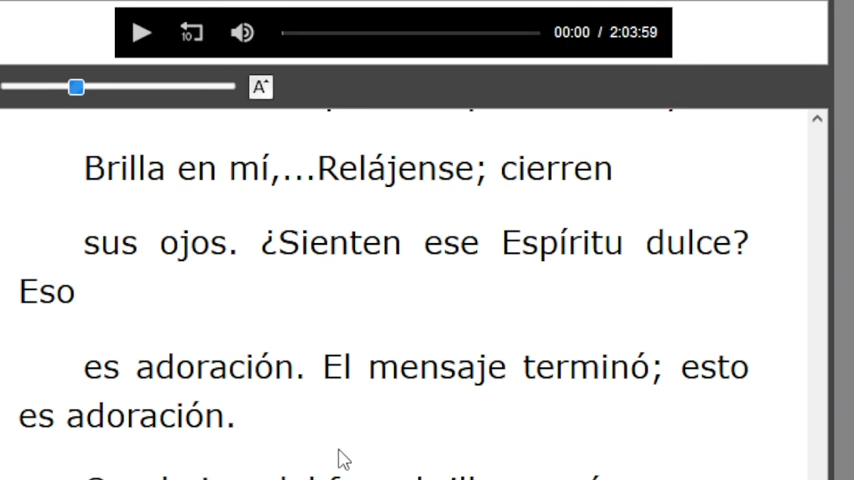 00:00 / 2:03:59
Brilla en mí,...Relájense; cierren
sus ojos. ¿Sienten ese Espíritu dulce?
Eso
es adoración. El mensaje terminó; esto
es adoración.